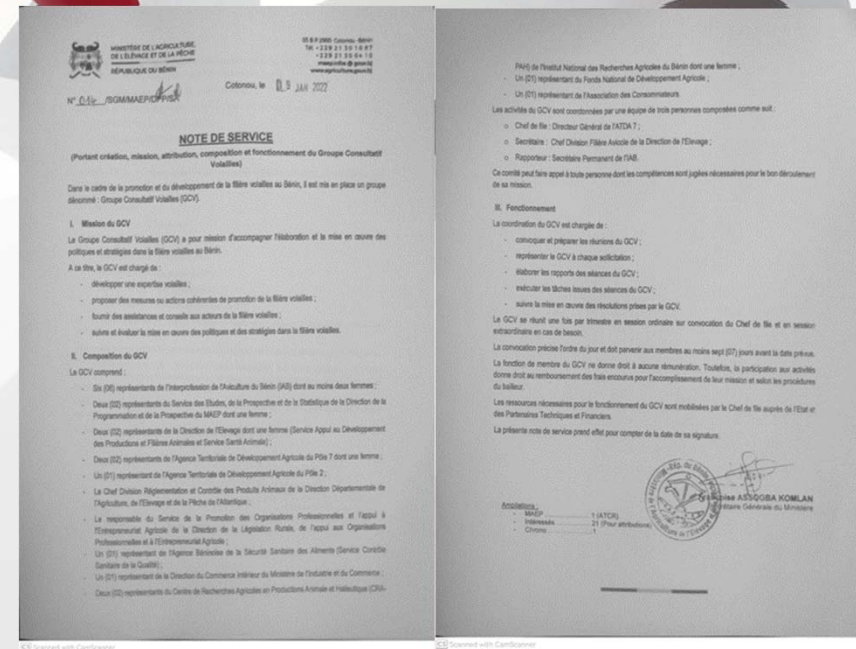 MINISTÈRE DE L'AGRICULTURE,
DE L'ÉLEVAGE ET DE LA PÊCHE
RÉPUBLIQUE DU BÉNIN
Cotonou, le 0 5 JAN 2022
N° /SGM/MAEP/
NOTE DE SERVICE
(Portant création, mission, attribution, composition et fonctionnement du Groupe Consultatif
Volailles)
Dans le cadre de la promotion et du développement de la filière volailles au Bénin, il est mis en place un groupe
dénommé : Groupe Consultatif Volailles (GCV).
I. Mission du GCV
Le Groupe Consultatif Volailles (GCV) a pour mission d'accompagner l'élaboration et la mise en œuvre des
politiques et stratégies dans la filière volailles au Bénin.
A ce titre, le GCV est chargé de :
- développer une expertise volailles ;
- proposer des mesures ou actions cohérentes de promotion de la filière volailles ;
- fournir des assistances et conseils aux acteurs de la filière volailles ;
- suivre et évaluer la mise en œuvre des politiques et des stratégies dans la filière volailles.
II. Composition du GCV
Le GCV comprend :
- Six (06) représentants de l'Interprofession de l'Aviculture du Bénin (IAB) dont au moins deux femmes ;
- Deux (02) représentants du Service des Etudes, de la Prospective et de la Statistique de la Direction de la
Programmation et de la Prospective du MAEP dont une femme ;
- Deux (02) représentants de la Direction de l'Elevage dont une femme (Service Appui au Développement
des Productions et Filières Animales et Service Santé Animale) ;
- Deux (02) représentants de l'Agence Territoriale de Développement Agricole du Pôle 7 dont une femme ;
- Un (01) représentant de l'Agence Territoriale de Développement Agricole du Pôle 2 ;
- Le Chef Division Réglementation et Contrôle des Produits Animaux de la Direction Départementale de
l'Agriculture, de l'Elevage et de la Pêche de l'Atlantique ;
- Le responsable du Service de la Promotion des Organisations Professionnelles et l'appui à
l'Entrepreneuriat Agricole de la Direction de la Législation Rurale, de l'appui aux Organisations
Professionnelles et à l'Entrepreneuriat Agricole ;
- Un (01) représentant de l'Agence Béninoise de la Sécurité Sanitaire des Aliments (Service Contrôle
Sanitaire de la Qualité) ;
- Un (01) représentant de la Direction du Commerce Intérieur du Ministère de l'Industrie et du Commerce ;
- Deux (02) représentants du Centre de Recherches Agricoles en Productions Animale et Halieutique (CRA-
CS Scanned with CamScanner
PAH) de l'Institut National des Recherches Agricoles du Bénin dont une femme ;
- Un (01) représentant du Fonds National de Développement Agricole ;
- Un (01) représentant de l'Association des Consommateurs.
Les activités du GCV sont coordonnées par une équipe de trois personnes composées comme suit :
o Chef de file : Directeur Général de l'ATDA 7 ;
o Secrétaire : Chef Division Filière Avicole de la Direction de l'Elevage ;
o Rapporteur : Secrétaire Permanent de l'IAB.
Ce comité peut faire appel à toute personne dont les compétences sont jugées nécessaires pour le bon déroulement
de sa mission.
III. Fonctionnement
La coordination du GCV est chargée de :
- convoquer et préparer les réunions du GCV ;
- représenter le GCV à chaque sollicitation ;
- élaborer les rapports des séances du GCV ;
- exécuter les tâches issues des séances du GCV ;
- suivre la mise en œuvre des résolutions prises par le GCV.
Le GCV se réunit une fois par trimestre en session ordinaire sur convocation du Chef de file et en session
extraordinaire en cas de besoin.
La convocation précise l'ordre du jour et doit parvenir aux membres au moins sept (07) jours avant la date prévue.
La fonction de membre du GCV ne donne droit à aucune rémunération. Toutefois, la participation aux activités
donne droit au remboursement des frais encourus pour l'accomplissement de leur mission et selon les procédures
du bailleur.
Les ressources nécessaires pour le fonctionnement du GCV sont mobilisées par le Chef de file auprès de l'Etat et
des Partenaires Techniques et Financiers.
La présente note de service prend effet pour compter de la date de sa signature.
ASSOGBA KOMLAN
Générale du Ministère
Ampliations :
- MAEP 1 (ATCR)
- Intéressés 21 (Pour attributions)
- Chrono 1
CS Scanned with CamScanner